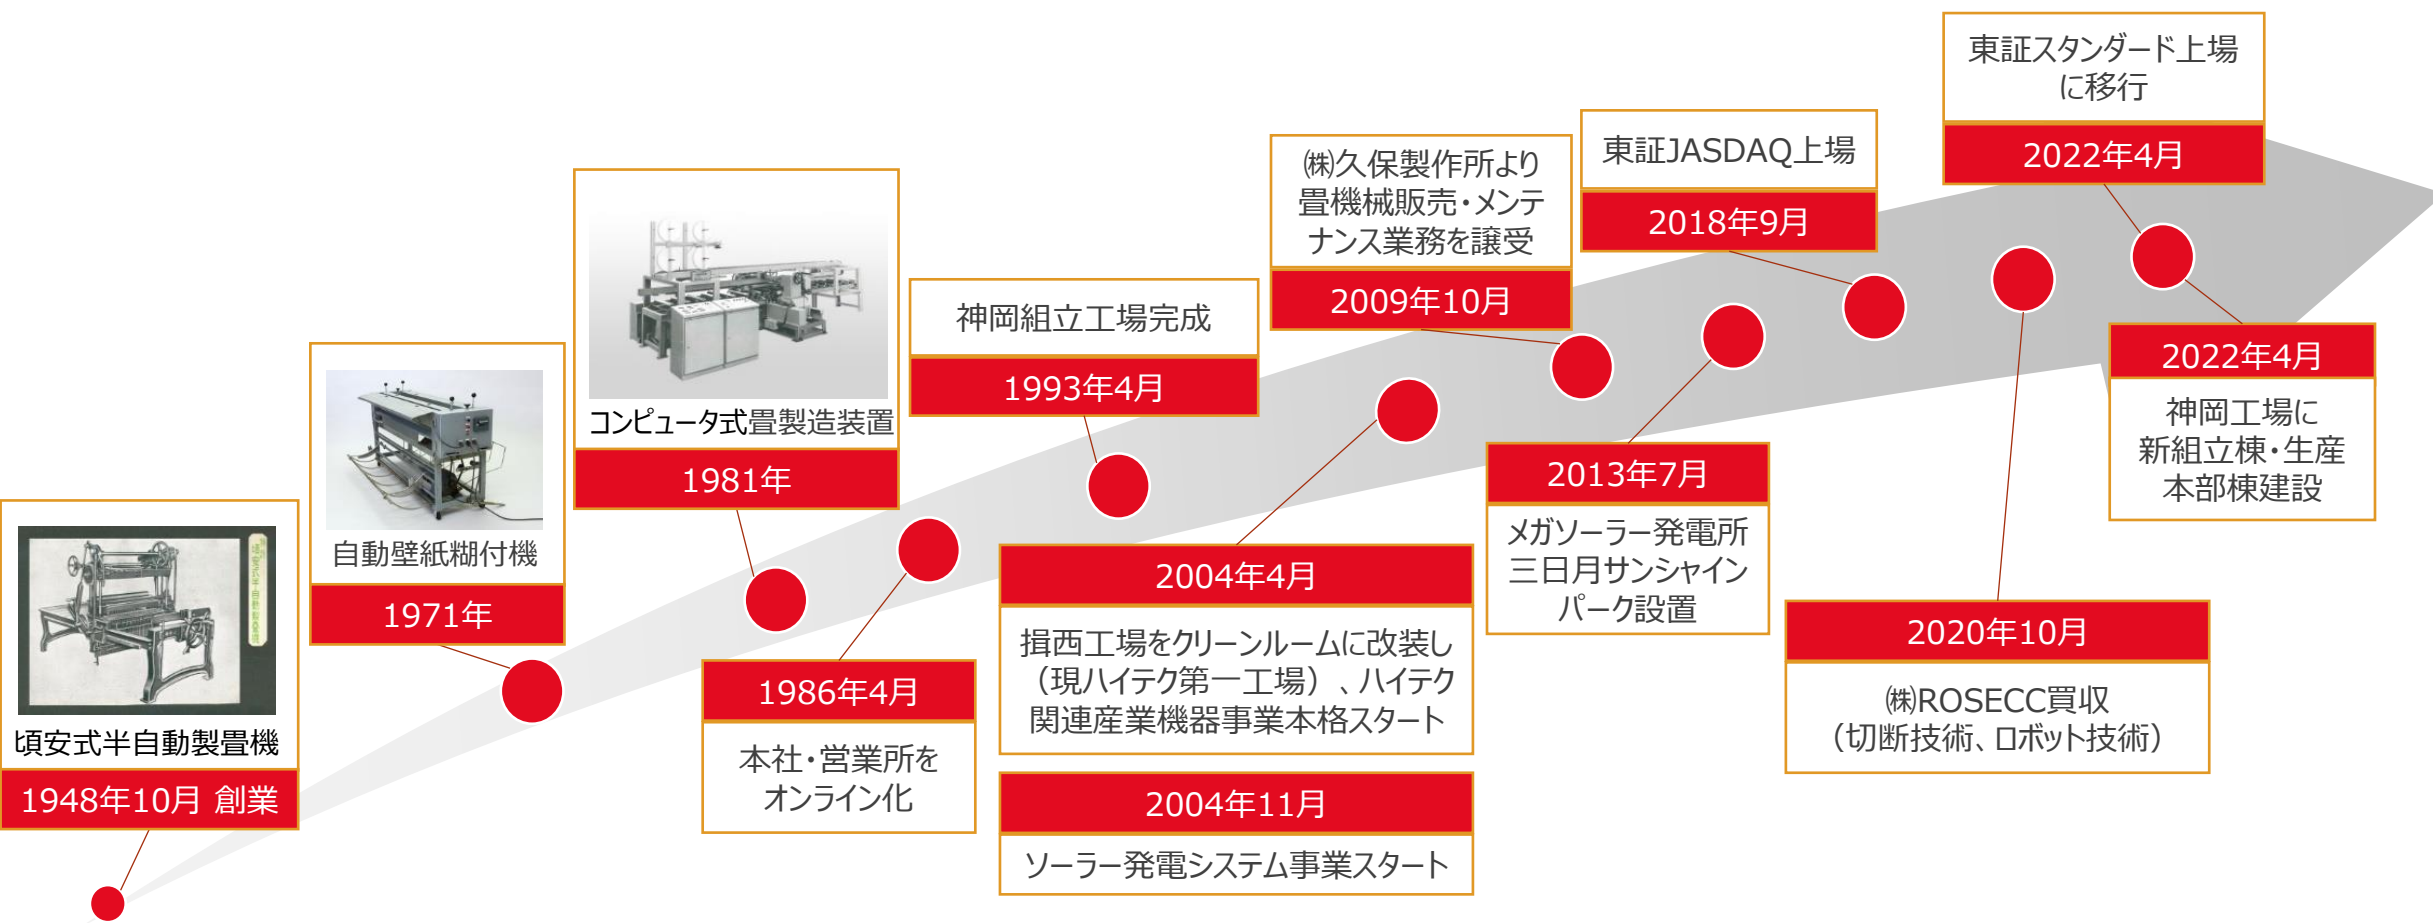 頃安式半自動製畳機
1948年10月 創業
自動壁紙糊付機
1971年
コンピュータ式畳製造装置
1981年
1986年4月
本社・営業所を
オンライン化
神岡組立工場完成
1993年4月
2004年4月
揖西工場をクリーンルームに改装し
（現ハイテク第一工場）、ハイテク
関連産業機器事業本格スタート
2004年11月
ソーラー発電システム事業スタート
㈱久保製作所より
畳機械販売・メンテ
ナンス業務を譲受
2009年10月
2013年7月
メガソーラー発電所
三日月サンシャイン
パーク設置
東証JASDAQ上場
2018年9月
2020年10月
㈱ROSECC買収
（切断技術、ロボット技術）
東証スタンダード上場
に移行
2022年4月
2022年4月
神岡工場に
新組立棟・生産
本部棟建設